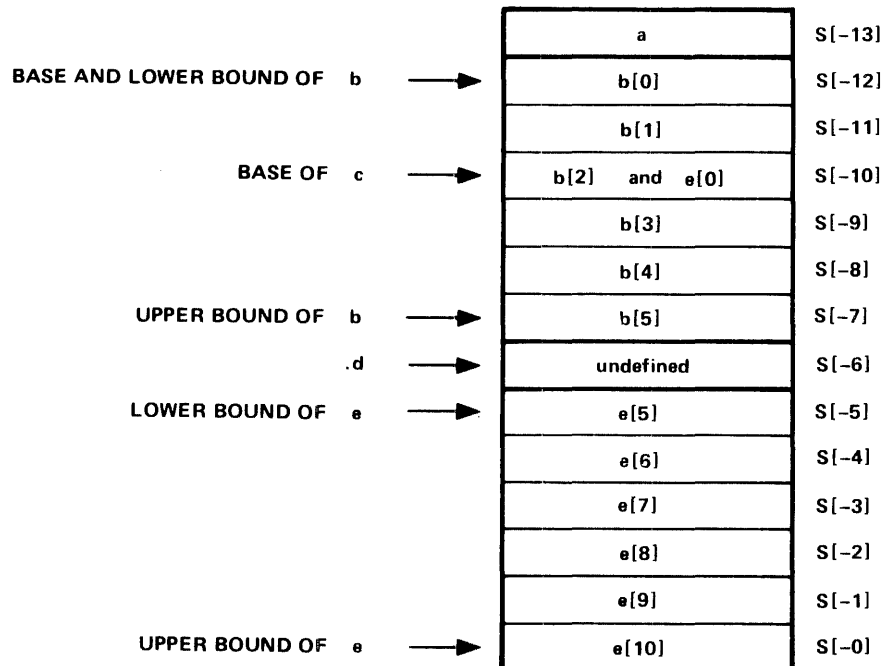 a S[-13]
BASE AND LOWER BOUND OF b b[0] S[-12]
b[1] S[-11]
BASE OF c b[2] and e[0] S[-10]
b[3] S[-9]
b[4] S[-8]
UPPER BOUND OF b b[5] S[-7]
.d undefined S[-6]
LOWER BOUND OF e e[5] S[-5]
e[6] S[-4]
e[7] S[-3]
e[8] S[-2]
e[9] S[-1]
UPPER BOUND OF e e[10] S[-0]